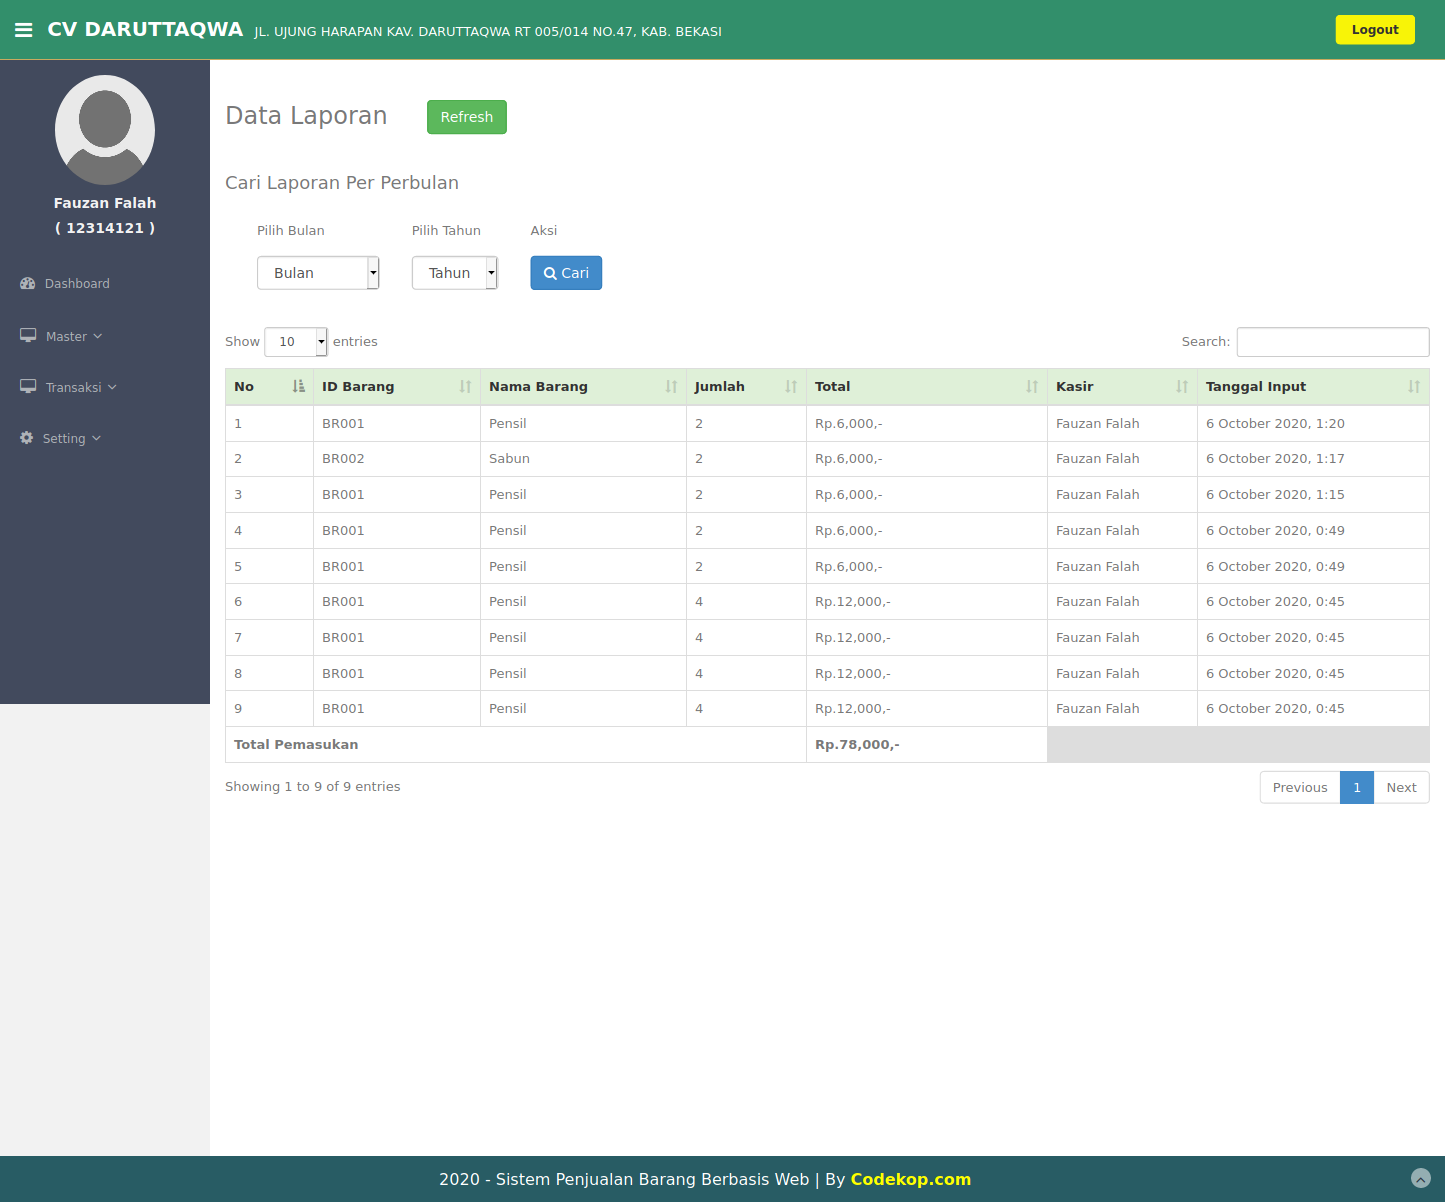 CV DARUTTAQWA JL. UJUNG HARAPAN KAV. DARUTTAQWA RT 005/014 NO.47, KAB. BEKASI Logout
Fauzan Falah
( 12314121 )
Dashboard
Master
Transaksi
Setting
Data Laporan Refresh
Cari Laporan Per Perbulan
Pilih Bulan Pilih Tahun Aksi
Bulan Tahun Cari
Show 10 entries Search:
No ID Barang Nama Barang Jumlah Total Kasir Tanggal Input
1 BR001 Pensil 2 Rp.6,000,- Fauzan Falah 6 October 2020, 1:20
2 BR002 Sabun 2 Rp.6,000,- Fauzan Falah 6 October 2020, 1:17
3 BR001 Pensil 2 Rp.6,000,- Fauzan Falah 6 October 2020, 1:15
4 BR001 Pensil 2 Rp.6,000,- Fauzan Falah 6 October 2020, 0:49
5 BR001 Pensil 2 Rp.6,000,- Fauzan Falah 6 October 2020, 0:49
6 BR001 Pensil 4 Rp.12,000,- Fauzan Falah 6 October 2020, 0:45
7 BR001 Pensil 4 Rp.12,000,- Fauzan Falah 6 October 2020, 0:45
8 BR001 Pensil 4 Rp.12,000,- Fauzan Falah 6 October 2020, 0:45
9 BR001 Pensil 4 Rp.12,000,- Fauzan Falah 6 October 2020, 0:45
Total Pemasukan Rp.78,000,-
Showing 1 to 9 of 9 entries Previous 1 Next
2020 - Sistem Penjualan Barang Berbasis Web | By Codekop.com